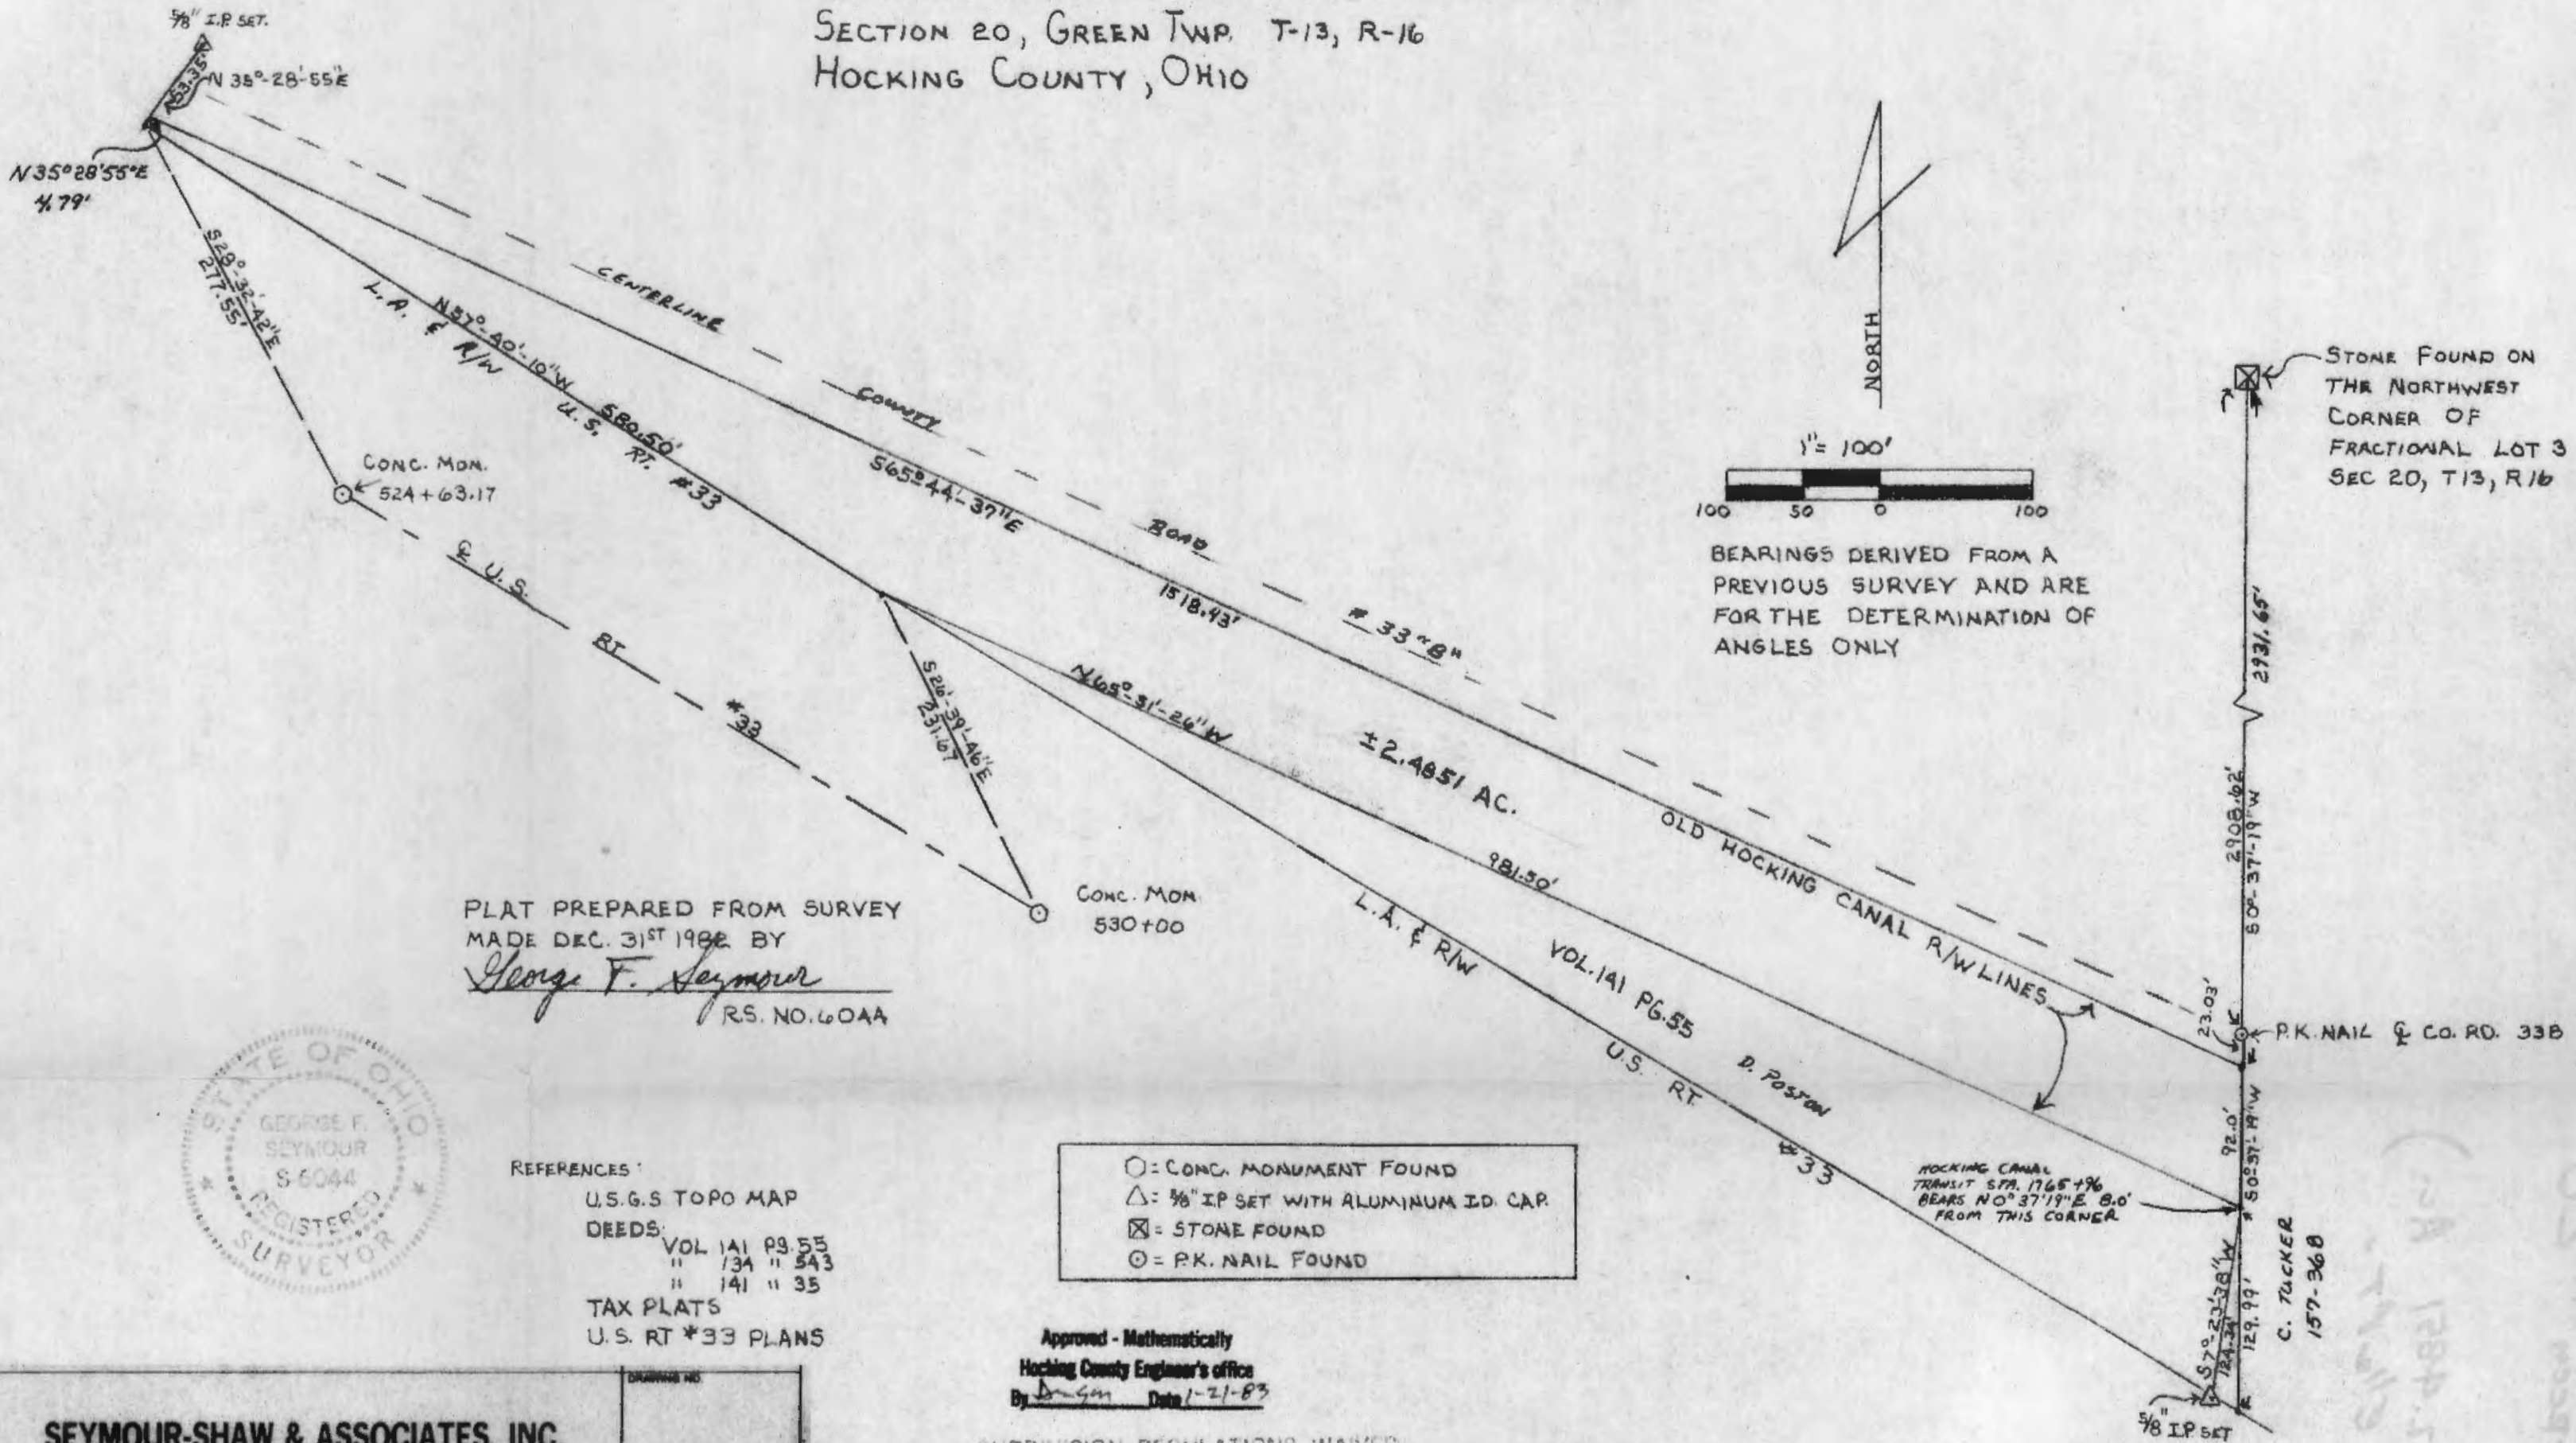 SECTION 20, GREEN TWP. T-13, R-16
HOCKING COUNTY, OHIO
5/8" I.P. SET.
53.35'
N 35°-28'-55"E
N 35°28'55"E
4.79'
S28°-32'-42"E
277.55'
CENTERLINE COUNTY ROAD # 33 "B"
L.A. & R/W U.S. RT. #33
N57°-40'-10"W 580.50'
S65°-44'-37"E 1518.43'
CONC. MON.
524+63.17
℄ U.S. RT. #33
S26°-39'-46"E
231.67
CONC. MON.
530+00
N65°-31'-26"W 981.50'
±2.4851 AC.
OLD HOCKING CANAL R/W LINES
L.A. & R/W U.S. RT. #33
VOL. 141 PG. 55 D. POSTON
NORTH
1" = 100'
100 50 0 100
BEARINGS DERIVED FROM A
PREVIOUS SURVEY AND ARE
FOR THE DETERMINATION OF
ANGLES ONLY
STONE FOUND ON
THE NORTHWEST
CORNER OF
FRACTIONAL LOT 3
SEC 20, T13, R16
2931.65'
2908.62'
S0°-37'-19"W
23.03'
P.K. NAIL ℄ CO. RD. 33B
92.0'
S0°37'-19"W
HOCKING CANAL
TRANSIT STA. 1765+96
BEARS N0°37'19"E 8.0'
FROM THIS CORNER
S7°-23'-38"W
124.34'
129.99'
C. TUCKER
157-368
5/8" I.P. SET
PLAT PREPARED FROM SURVEY
MADE DEC. 31ST 1982 BY
George F. Seymour
R.S. NO. 6044
STATE OF OHIO
GEORGE F.
SEYMOUR
S-6044
REGISTERED
SURVEYOR
REFERENCES:
U.S.G.S TOPO MAP
DEEDS:
VOL 141 PG. 55
" 134 " 543
" 141 " 35
TAX PLATS
U.S. RT #33 PLANS
○ = CONC. MONUMENT FOUND
△ = 5/8" I.P SET WITH ALUMINUM I.D. CAP.
⊠ = STONE FOUND
⊙ = P.K. NAIL FOUND
Approved - Mathematically
Hocking County Engineer's office
By Date 1-21-83
SUBDIVISION REGULATIONS WAIVED
DRAWING NO.
SEYMOUR-SHAW & ASSOCIATES, INC.